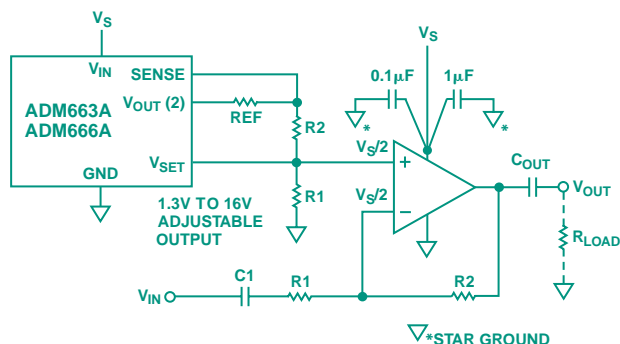 VS
VIN
SENSE
ADM663A
ADM666A
VOUT (2)
REF
R2
GND
VSET
R1
1.3V TO 16V
ADJUSTABLE
OUTPUT
VS
0.1µF
1µF
*
*
VS/2
+
VS/2
–
COUT
VOUT
RLOAD
VIN
C1
R1
R2
*STAR GROUND